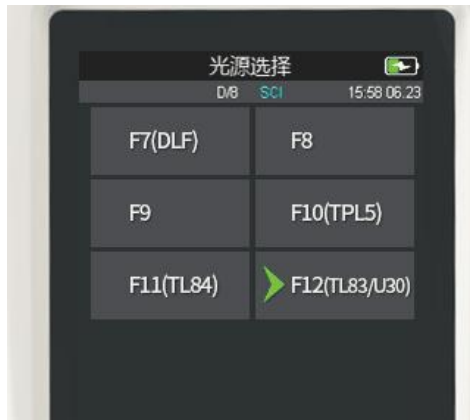 光源选择
D/8 SCI 15:58 06.23
F7(DLF) F8
F9 F10(TPL5)
F11(TL84) F12(TL83/U30)